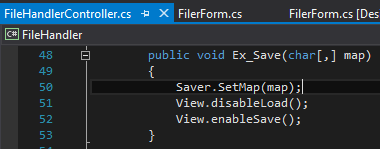 FileHandlerController.cs FilerForm.cs FilerForm.cs [Des
C# FileHandler
48 public void Ex_Save(char[,] map)
49 {
50 Saver.SetMap(map);
51 View.disableLoad();
52 View.enableSave();
53 }